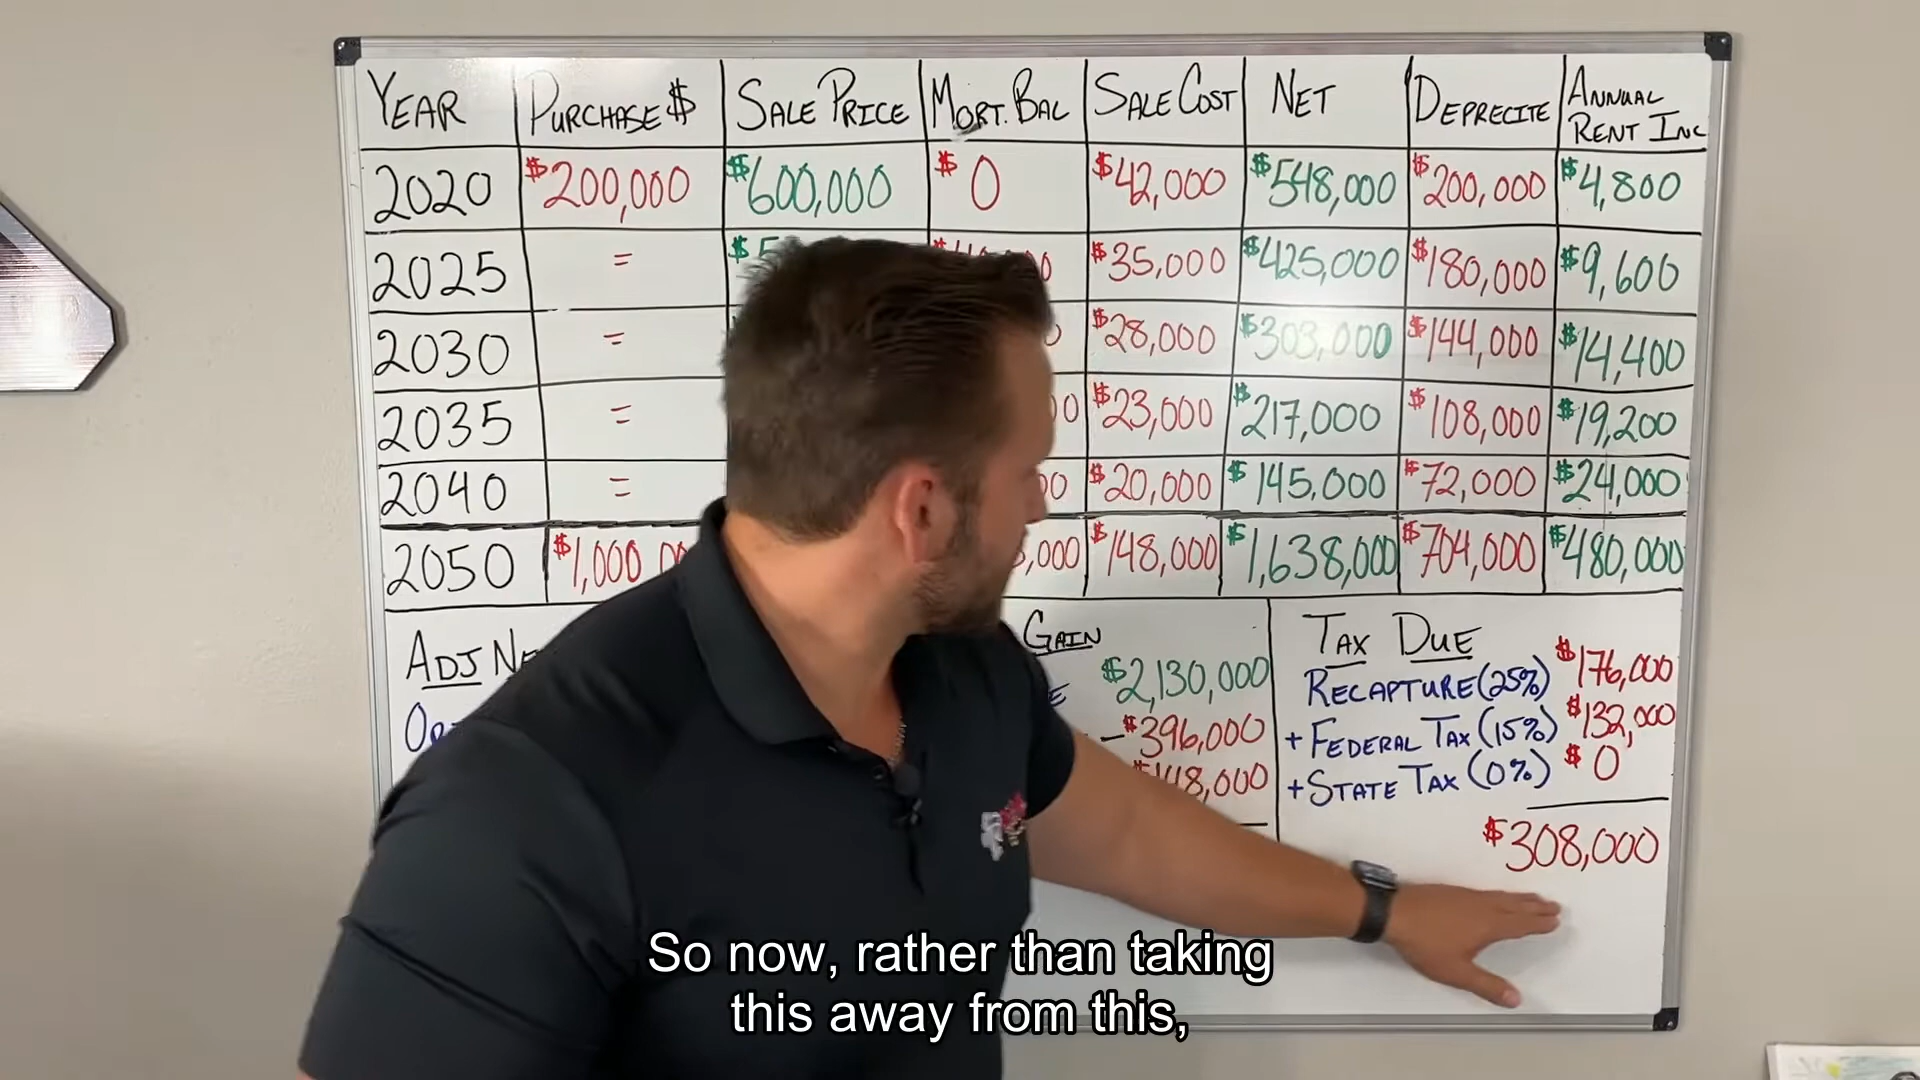 YEAR PURCHASE $ SALE PRICE MORT. BAL SALE COST NET DEPRECITE ANNUAL RENT INC
2020 $200,000 $600,000 $0 $42,000 $548,000 $200,000 $4,800
2025 = $35,000 $425,000 $180,000 $9,600
2030 = $28,000 $303,000 $144,000 $14,400
2035 = $23,000 $217,000 $108,000 $19,200
2040 = $20,000 $145,000 $72,000 $24,000
2050 $148,000 $1,638,000 $704,000 $480,000
ADJ
GAIN
$2,130,000
-$396,000
TAX DUE
RECAPTURE (25%) $176,000
+ FEDERAL TAX (15%) $132,000
+ STATE TAX (0%) $0
$308,000
So now, rather than taking
this away from this,